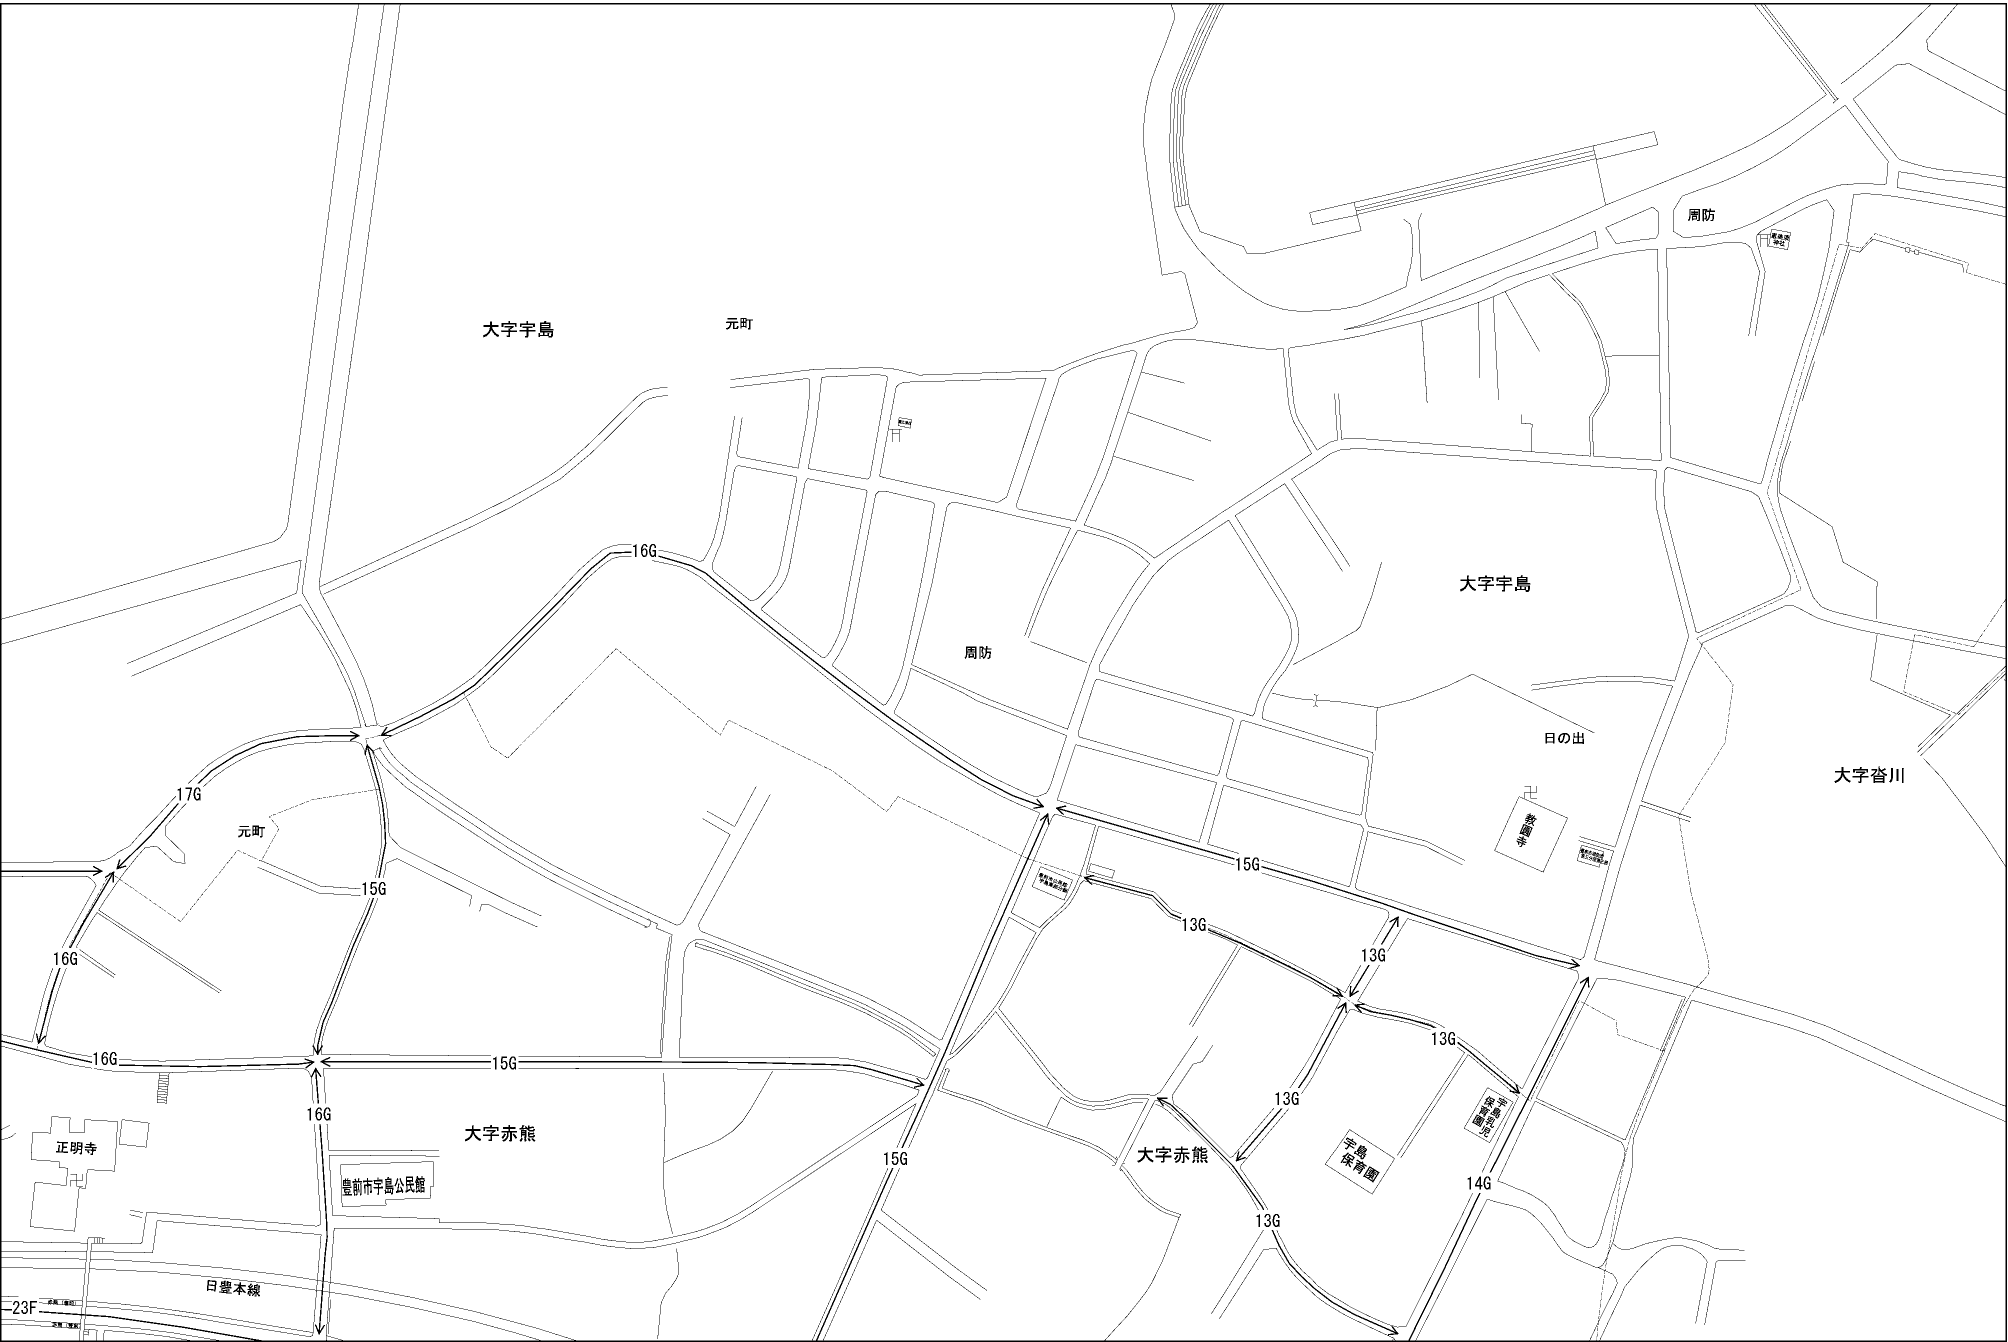 周防
大字宇島
元町
16G
大字宇島
周防
日の出
大字沓川
17G
元町
教圓寺
15G
15G
13G
13G
16G
13G
16G
15G
13G
宇島乳児
保育園
16G
大字赤熊
正明寺
宇島
保育園
大字赤熊
15G
豊前市宇島公民館
14G
13G
日豊本線
23F